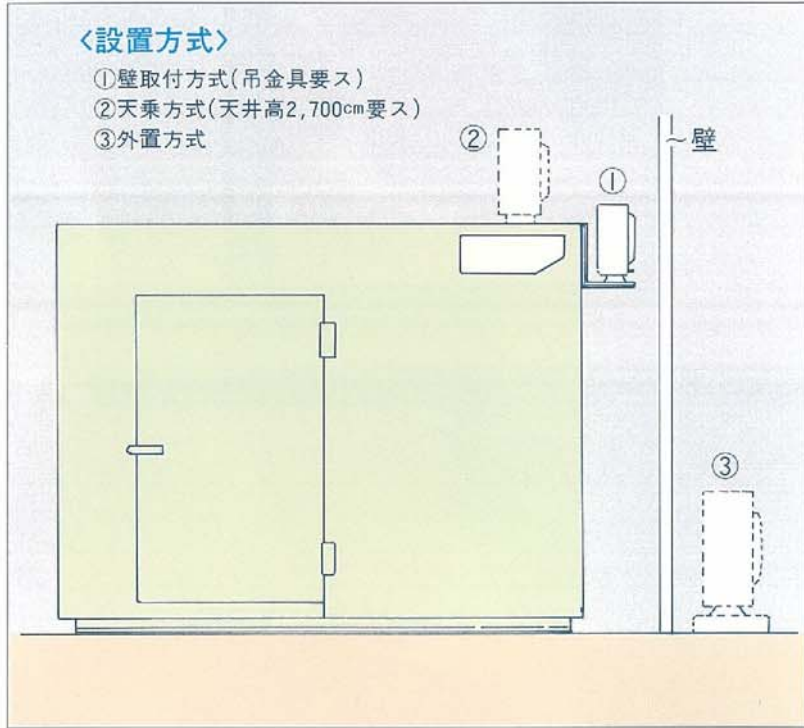 〈設置方式〉
①壁取付方式(吊金具要ス)
②天乗方式(天井高2,700cm要ス)
③外置方式
②
①
壁
③